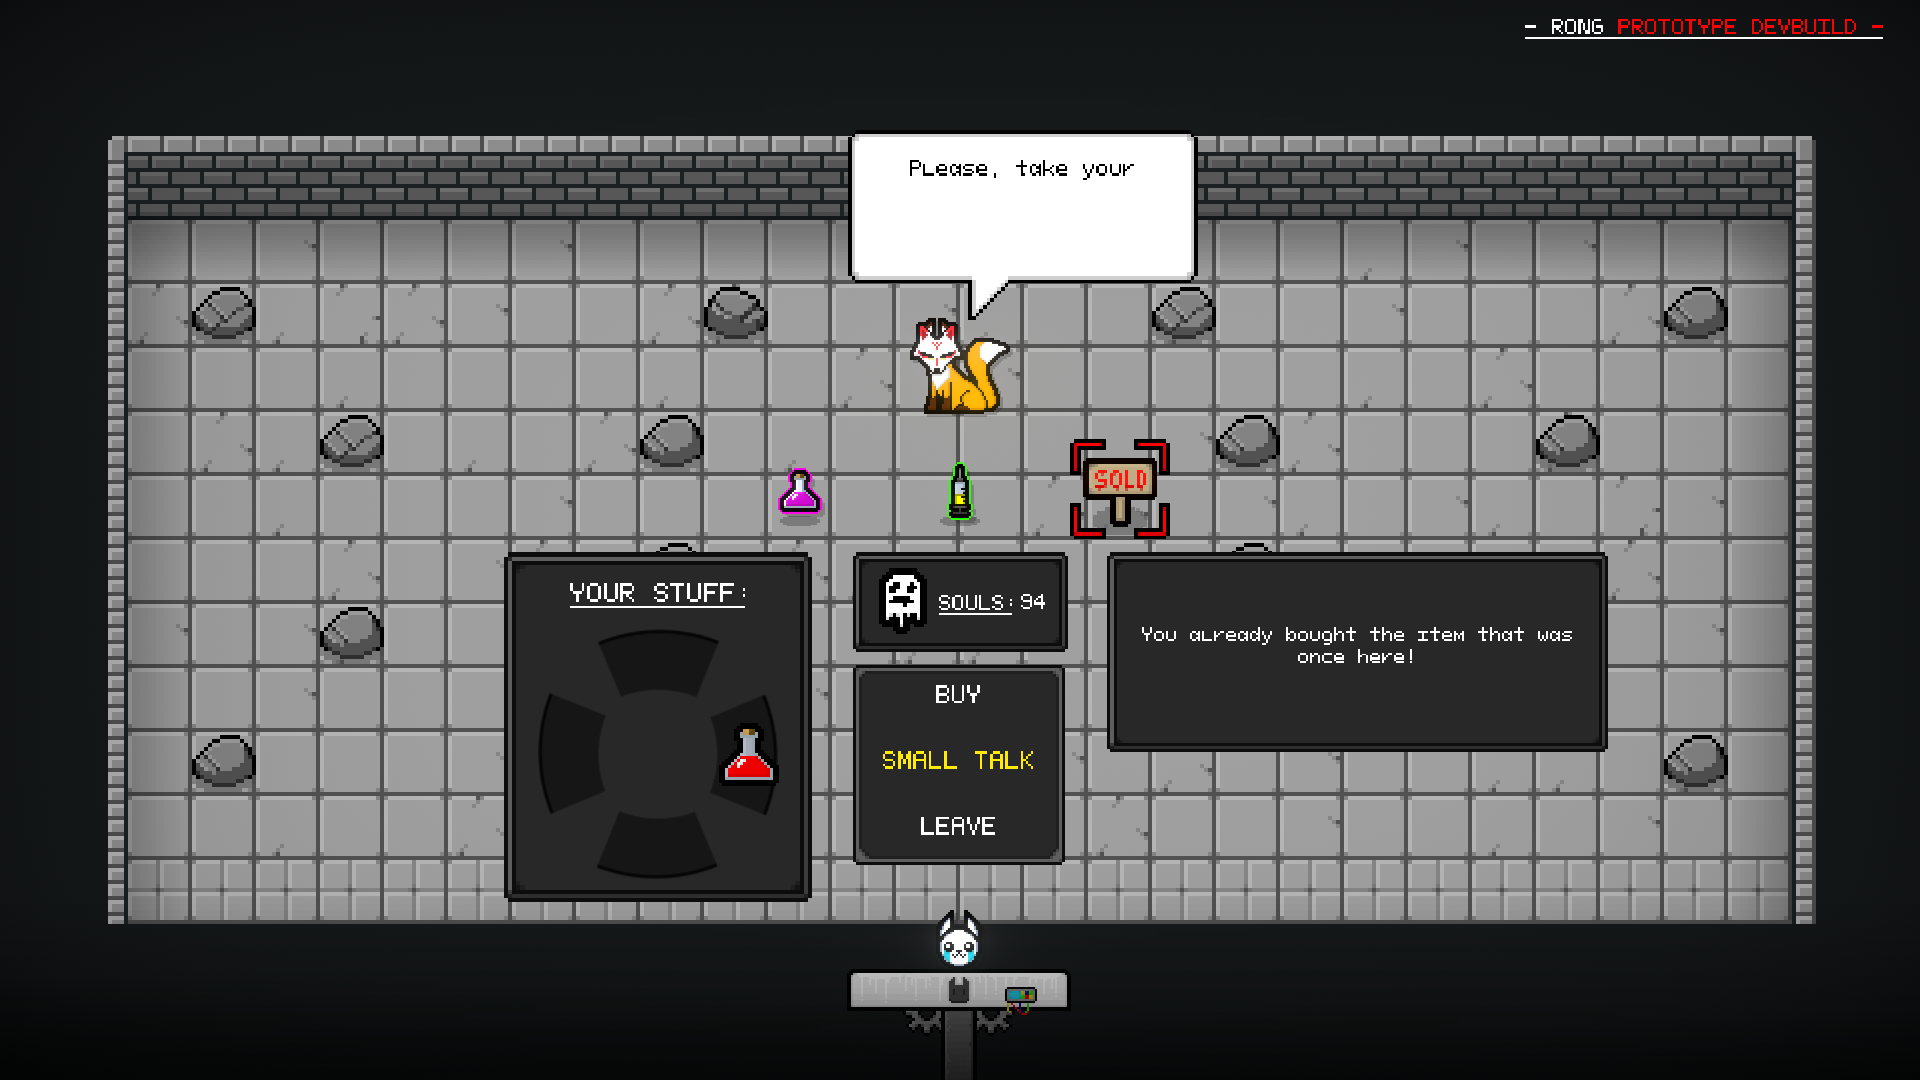 - RONG PROTOTYPE DEVBUILD -
Please, take your
SOLD
YOUR STUFF:
SOULS: 94
You already bought the item that was
once here!
BUY
SMALL TALK
LEAVE